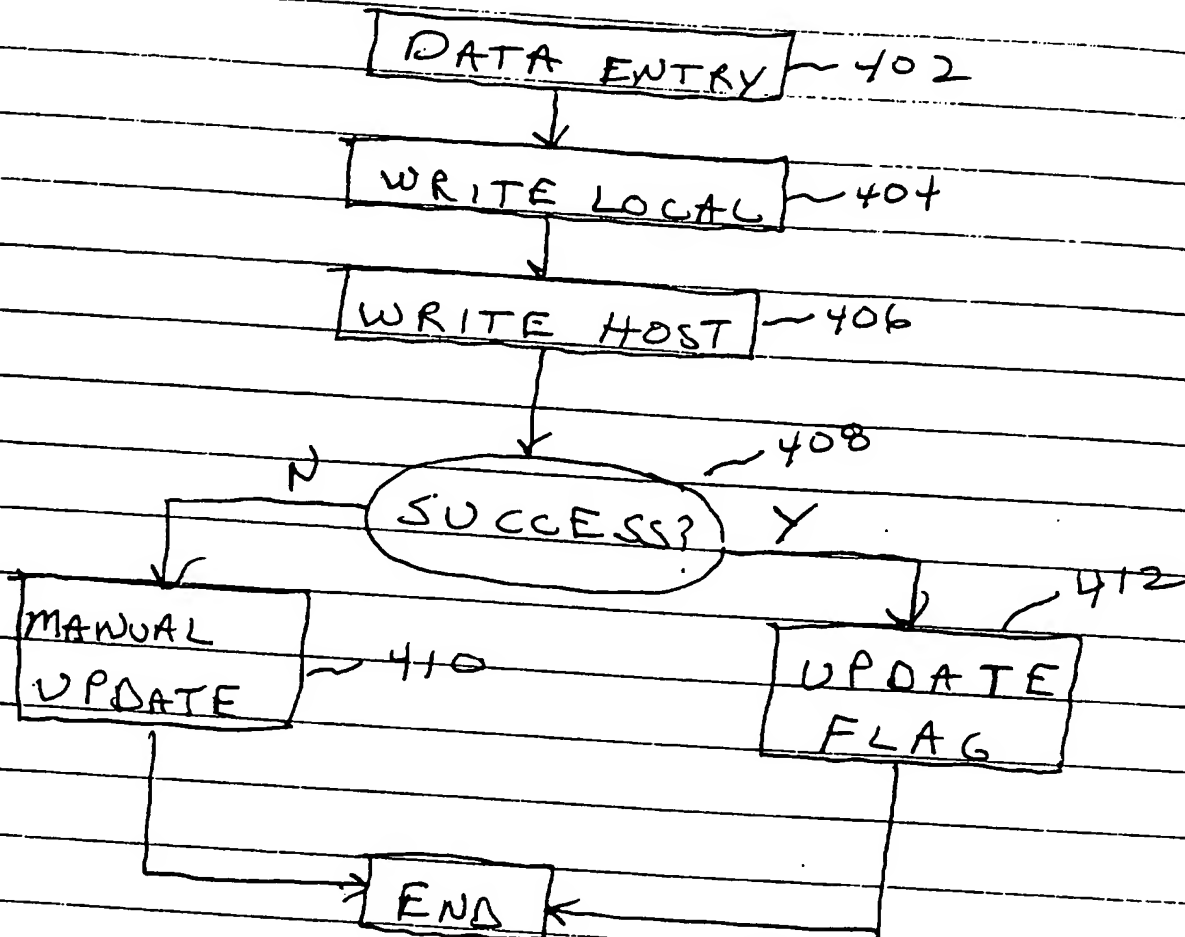 DATA ENTRY 402
WRITE LOCAL 404
WRITE HOST 406
408
N
SUCCESS?
Y
412
MANUAL
UPDATE
410
UPDATE
FLAG
END